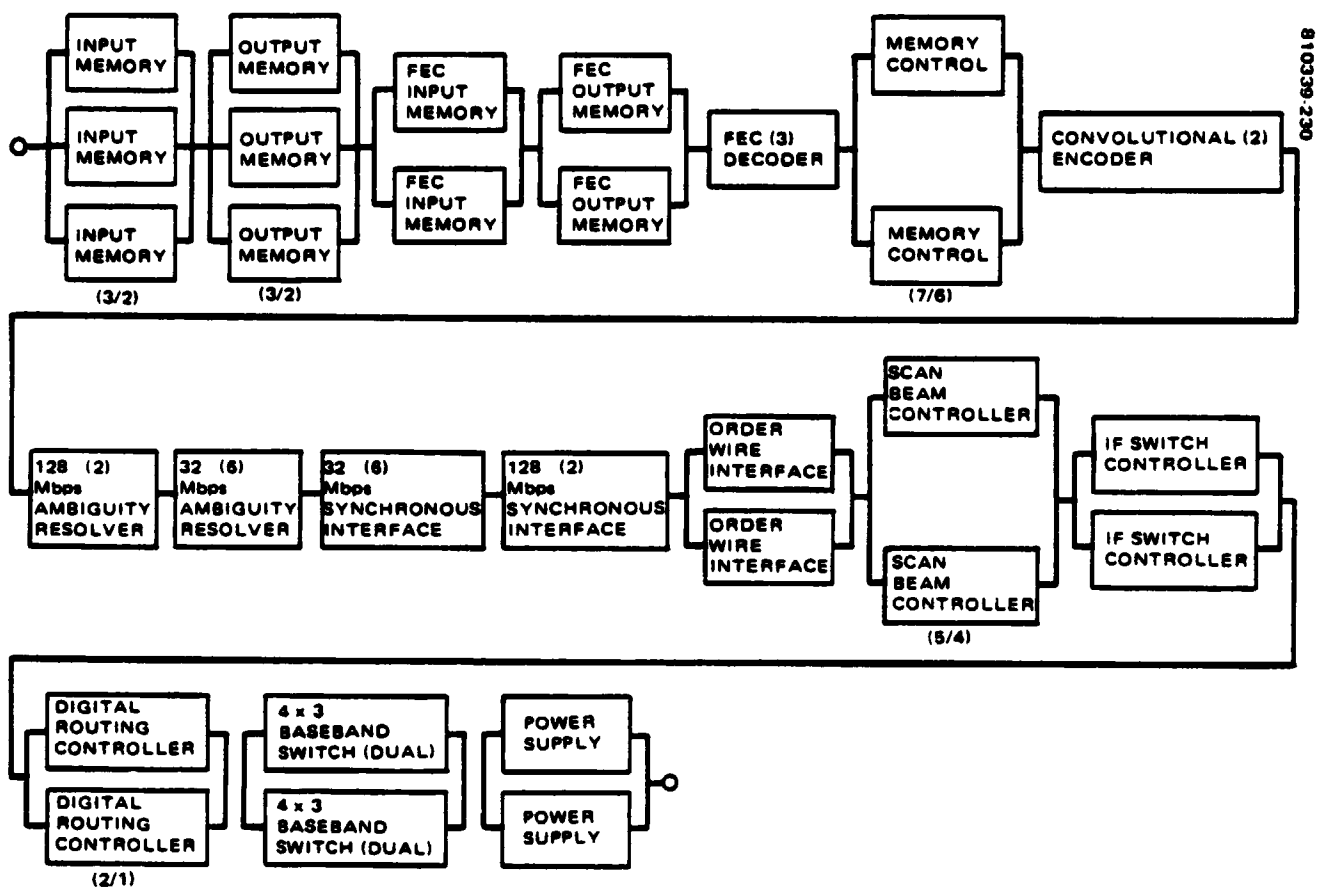 INPUT
MEMORY
INPUT
MEMORY
INPUT
MEMORY
(3/2)
OUTPUT
MEMORY
OUTPUT
MEMORY
OUTPUT
MEMORY
(3/2)
FEC
INPUT
MEMORY
FEC
INPUT
MEMORY
FEC
OUTPUT
MEMORY
FEC
OUTPUT
MEMORY
FEC (3)
DECODER
MEMORY
CONTROL
MEMORY
CONTROL
(7/6)
CONVOLUTIONAL (2)
ENCODER
810339-230
128 (2)
Mbps
AMBIGUITY
RESOLVER
32 (6)
Mbps
AMBIGUITY
RESOLVER
32 (6)
Mbps
SYNCHRONOUS
INTERFACE
128 (2)
Mbps
SYNCHRONOUS
INTERFACE
ORDER
WIRE
INTERFACE
ORDER
WIRE
INTERFACE
SCAN
BEAM
CONTROLLER
SCAN
BEAM
CONTROLLER
(5/4)
IF SWITCH
CONTROLLER
IF SWITCH
CONTROLLER
DIGITAL
ROUTING
CONTROLLER
DIGITAL
ROUTING
CONTROLLER
(2/1)
4 x 3
BASEBAND
SWITCH (DUAL)
4 x 3
BASEBAND
SWITCH (DUAL)
POWER
SUPPLY
POWER
SUPPLY